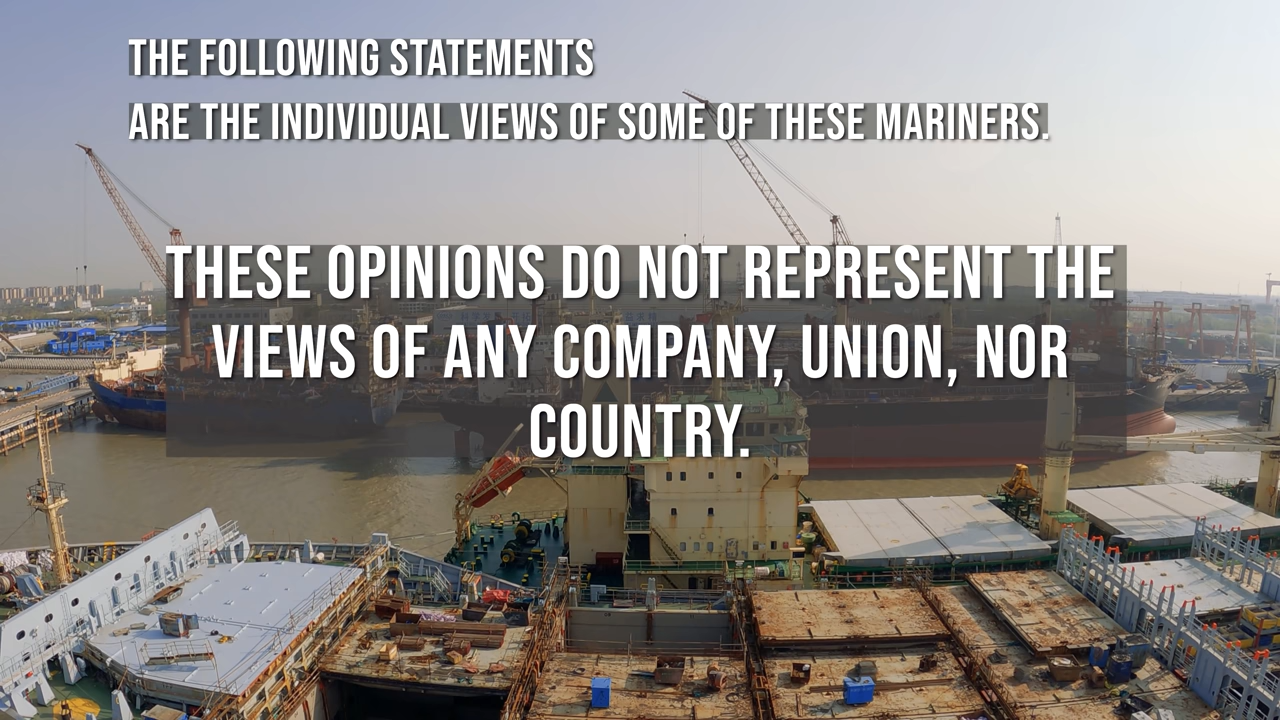 THE FOLLOWING STATEMENTS
ARE THE INDIVIDUAL VIEWS OF SOME OF THESE MARINERS.
THESE OPINIONS DO NOT REPRESENT THE
VIEWS OF ANY COMPANY, UNION, NOR
COUNTRY.